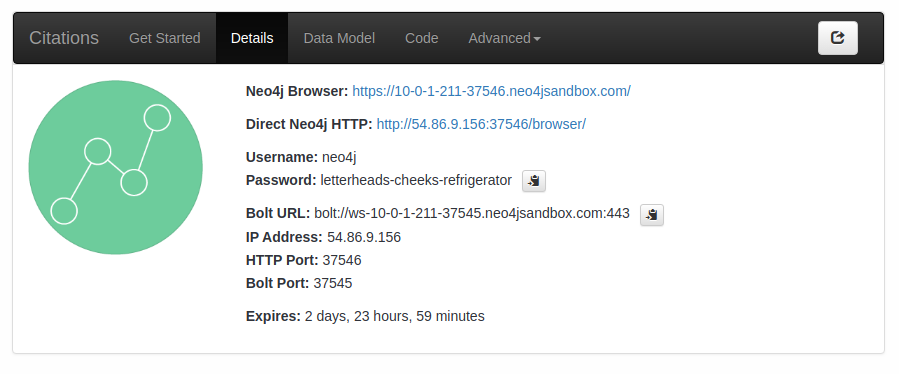 Citations Get Started Details Data Model Code Advanced
Neo4j Browser: https://10-0-1-211-37546.neo4jsandbox.com/
Direct Neo4j HTTP: http://54.86.9.156:37546/browser/
Username: neo4j
Password: letterheads-cheeks-refrigerator
Bolt URL: bolt://ws-10-0-1-211-37545.neo4jsandbox.com:443
IP Address: 54.86.9.156
HTTP Port: 37546
Bolt Port: 37545
Expires: 2 days, 23 hours, 59 minutes